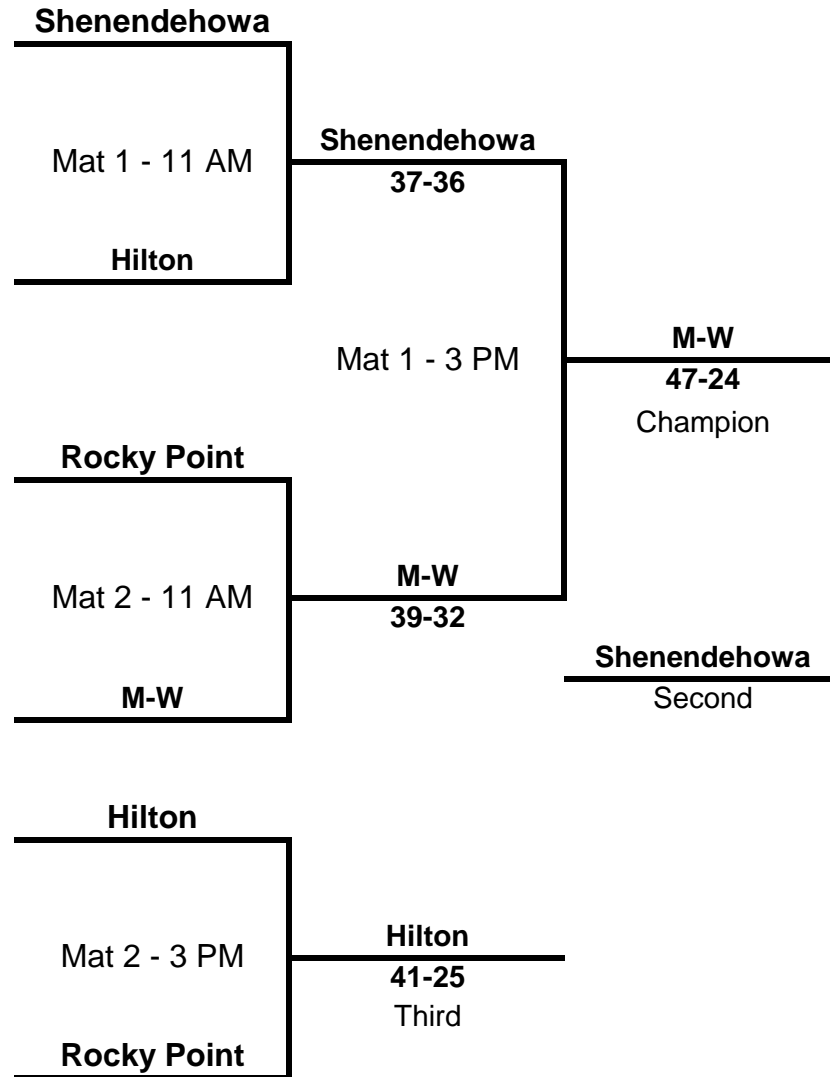 Shenendehowa
Mat 1 - 11 AM
Shenendehowa
37-36
Hilton
Mat 1 - 3 PM
M-W
47-24
Champion
Rocky Point
Mat 2 - 11 AM
M-W
39-32
Shenendehowa
Second
M-W
Hilton
Mat 2 - 3 PM
Hilton
41-25
Third
Rocky Point